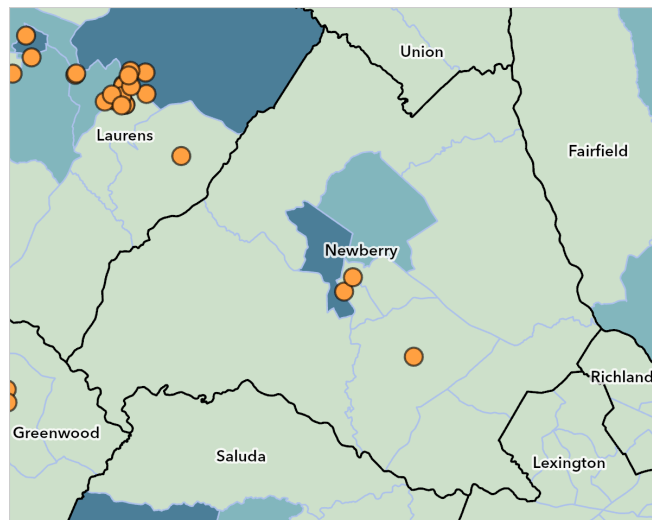 Union
Laurens
Fairfield
Newberry
Richland
Greenwood
Saluda
Lexington